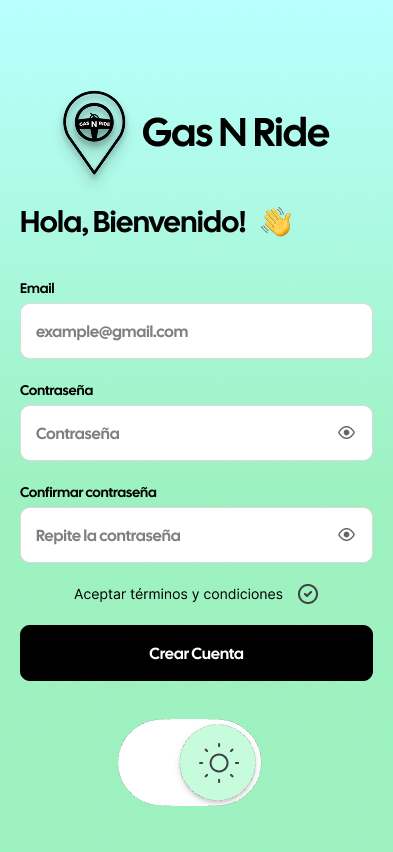 GAS N RIDE
Gas N Ride
Hola, Bienvenido! 👋
Email
example@gmail.com
Contraseña
Contraseña
Confirmar contraseña
Repite la contraseña
Aceptar términos y condiciones
Crear Cuenta